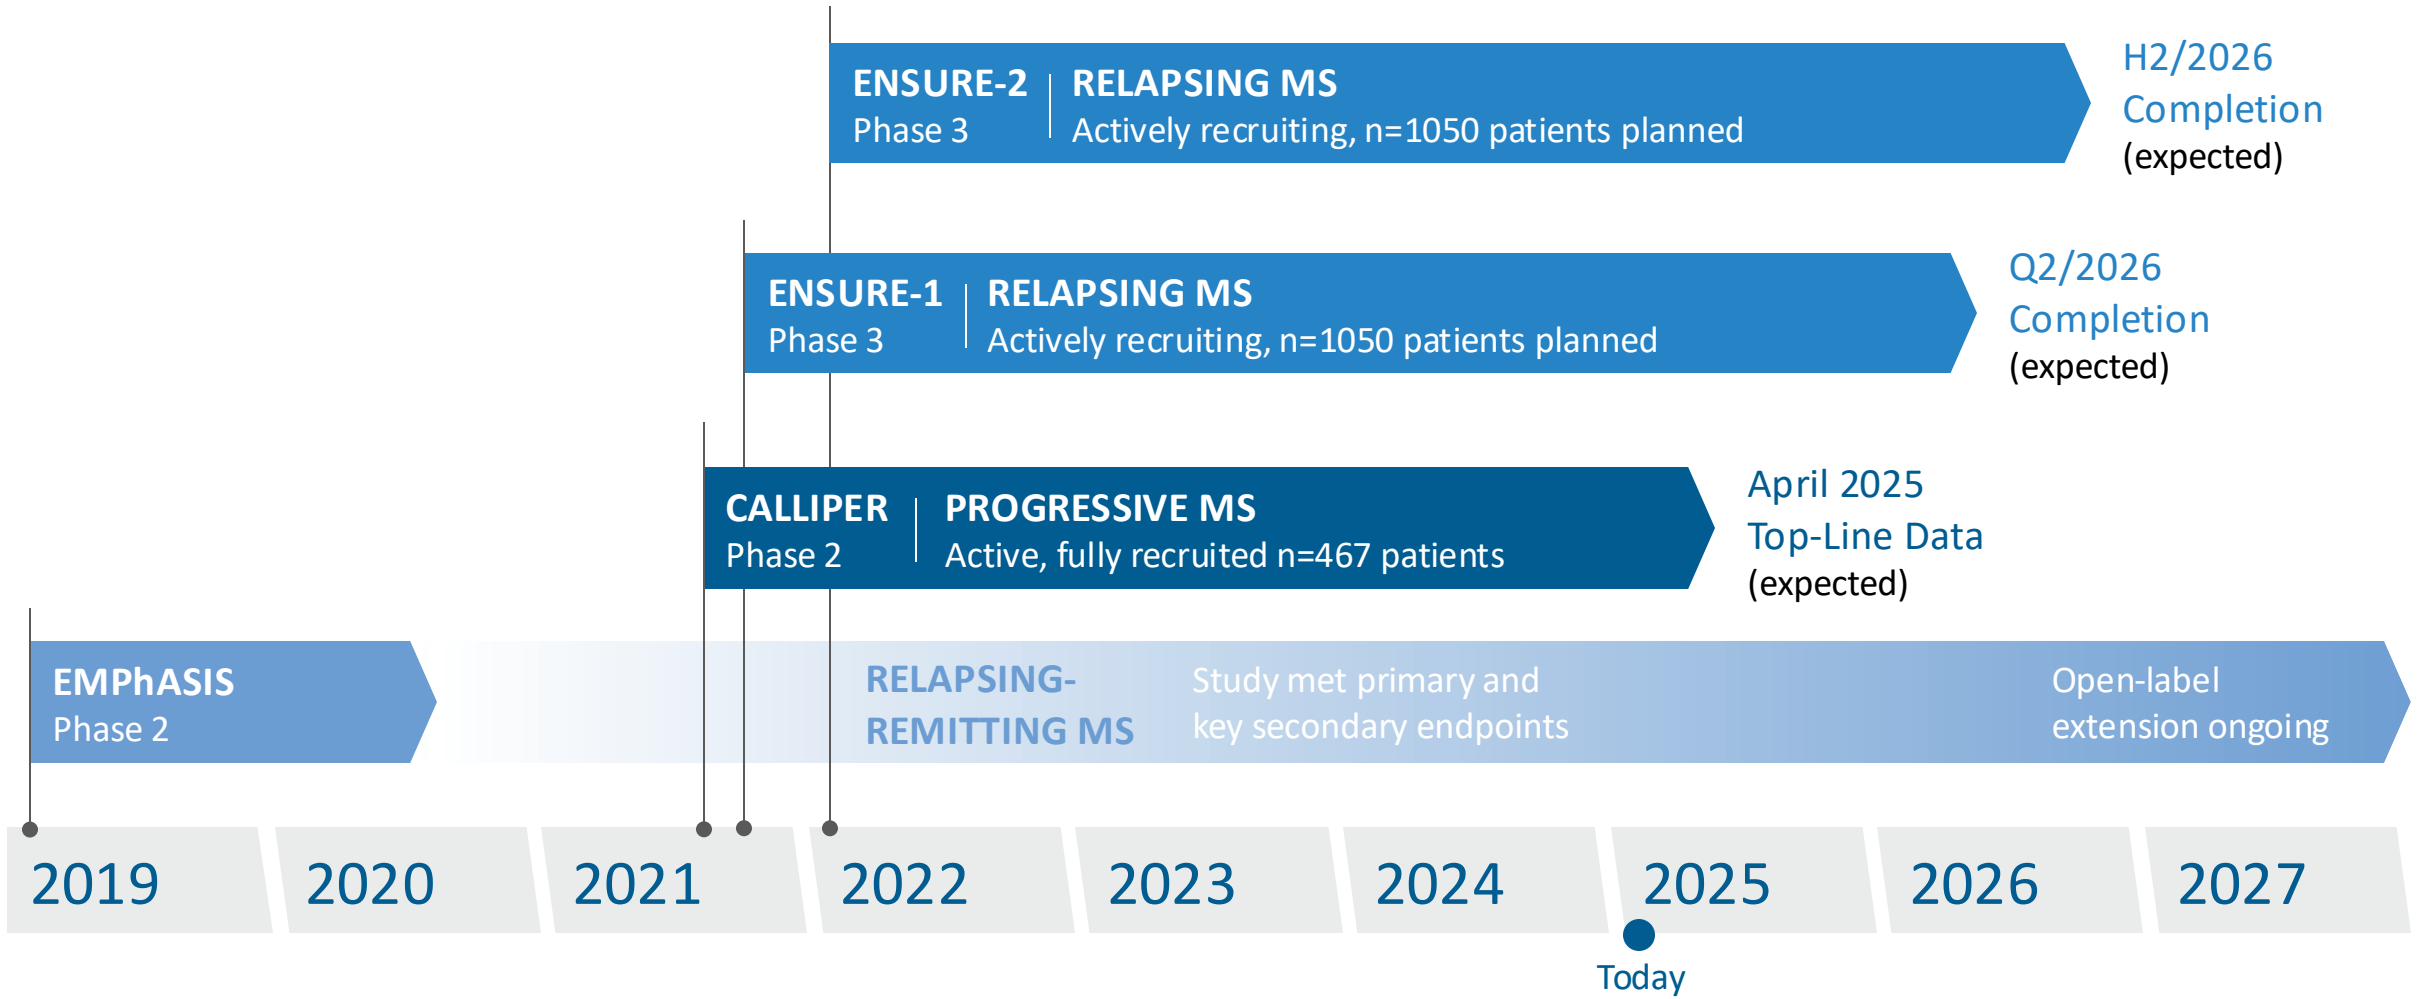 ENSURE-2
Phase 3
RELAPSING MS
Actively recruiting, n=1050 patients planned
H2/2026
Completion
(expected)
ENSURE-1
Phase 3
RELAPSING MS
Actively recruiting, n=1050 patients planned
Q2/2026
Completion
(expected)
CALLIPER
Phase 2
PROGRESSIVE MS
Active, fully recruited n=467 patients
April 2025
Top-Line Data
(expected)
EMPhASIS
Phase 2
RELAPSING-
REMITTING MS
Study met primary and
key secondary endpoints
Open-label
extension ongoing
2019
2020
2021
2022
2023
2024
2025
2026
2027
Today